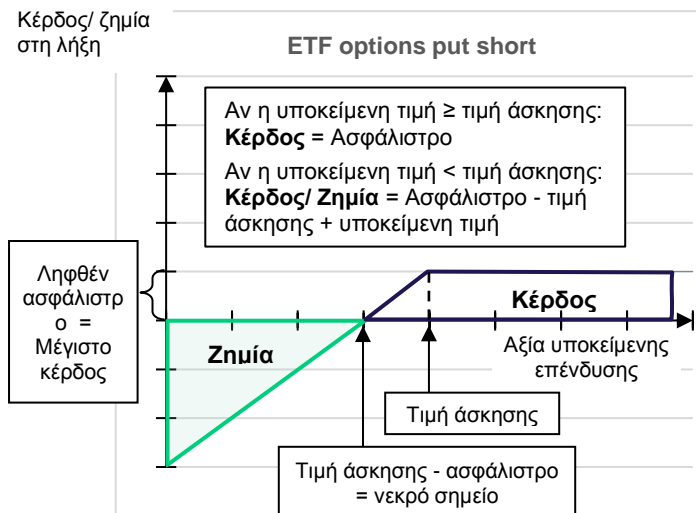 Κέρδος/ ζημία
στη λήξη
ETF options put short
Αν η υποκείμενη τιμή ≥ τιμή άσκησης:
Κέρδος = Ασφάλιστρο
Αν η υποκείμενη τιμή < τιμή άσκησης:
Κέρδος/ Ζημία = Ασφάλιστρο - τιμή
άσκησης + υποκείμενη τιμή
Ληφθέν
ασφάλιστρ
ο =
Μέγιστο
κέρδος
Κέρδος
Ζημία
Αξία υποκείμενης
επένδυσης
Τιμή άσκησης
Τιμή άσκησης - ασφάλιστρο
= νεκρό σημείο